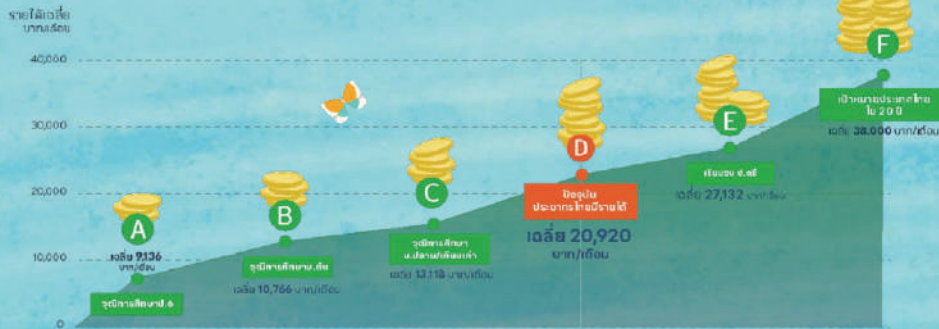 รายได้เฉลี่ย
บาท/เดือน
40,000
30,000
20,000
10,000
0
A
เฉลี่ย 9,136
บาท/เดือน
วุฒิการศึกษาป.6
B
วุฒิการศึกษาม.ต้น
เฉลี่ย 10,766 บาท/เดือน
C
วุฒิการศึกษา
ม.ปลาย/เทียบเท่า
เฉลี่ย 13,118 บาท/เดือน
D
ปัจจุบัน
ประชากรไทยมีรายได้
เฉลี่ย 20,920
บาท/เดือน
E
เรียนจบ ป.ตรี
เฉลี่ย 27,132 บาท/เดือน
F
เป้าหมายประเทศไทย
ใน 20 ปี
เฉลี่ย 38,000 บาท/เดือน